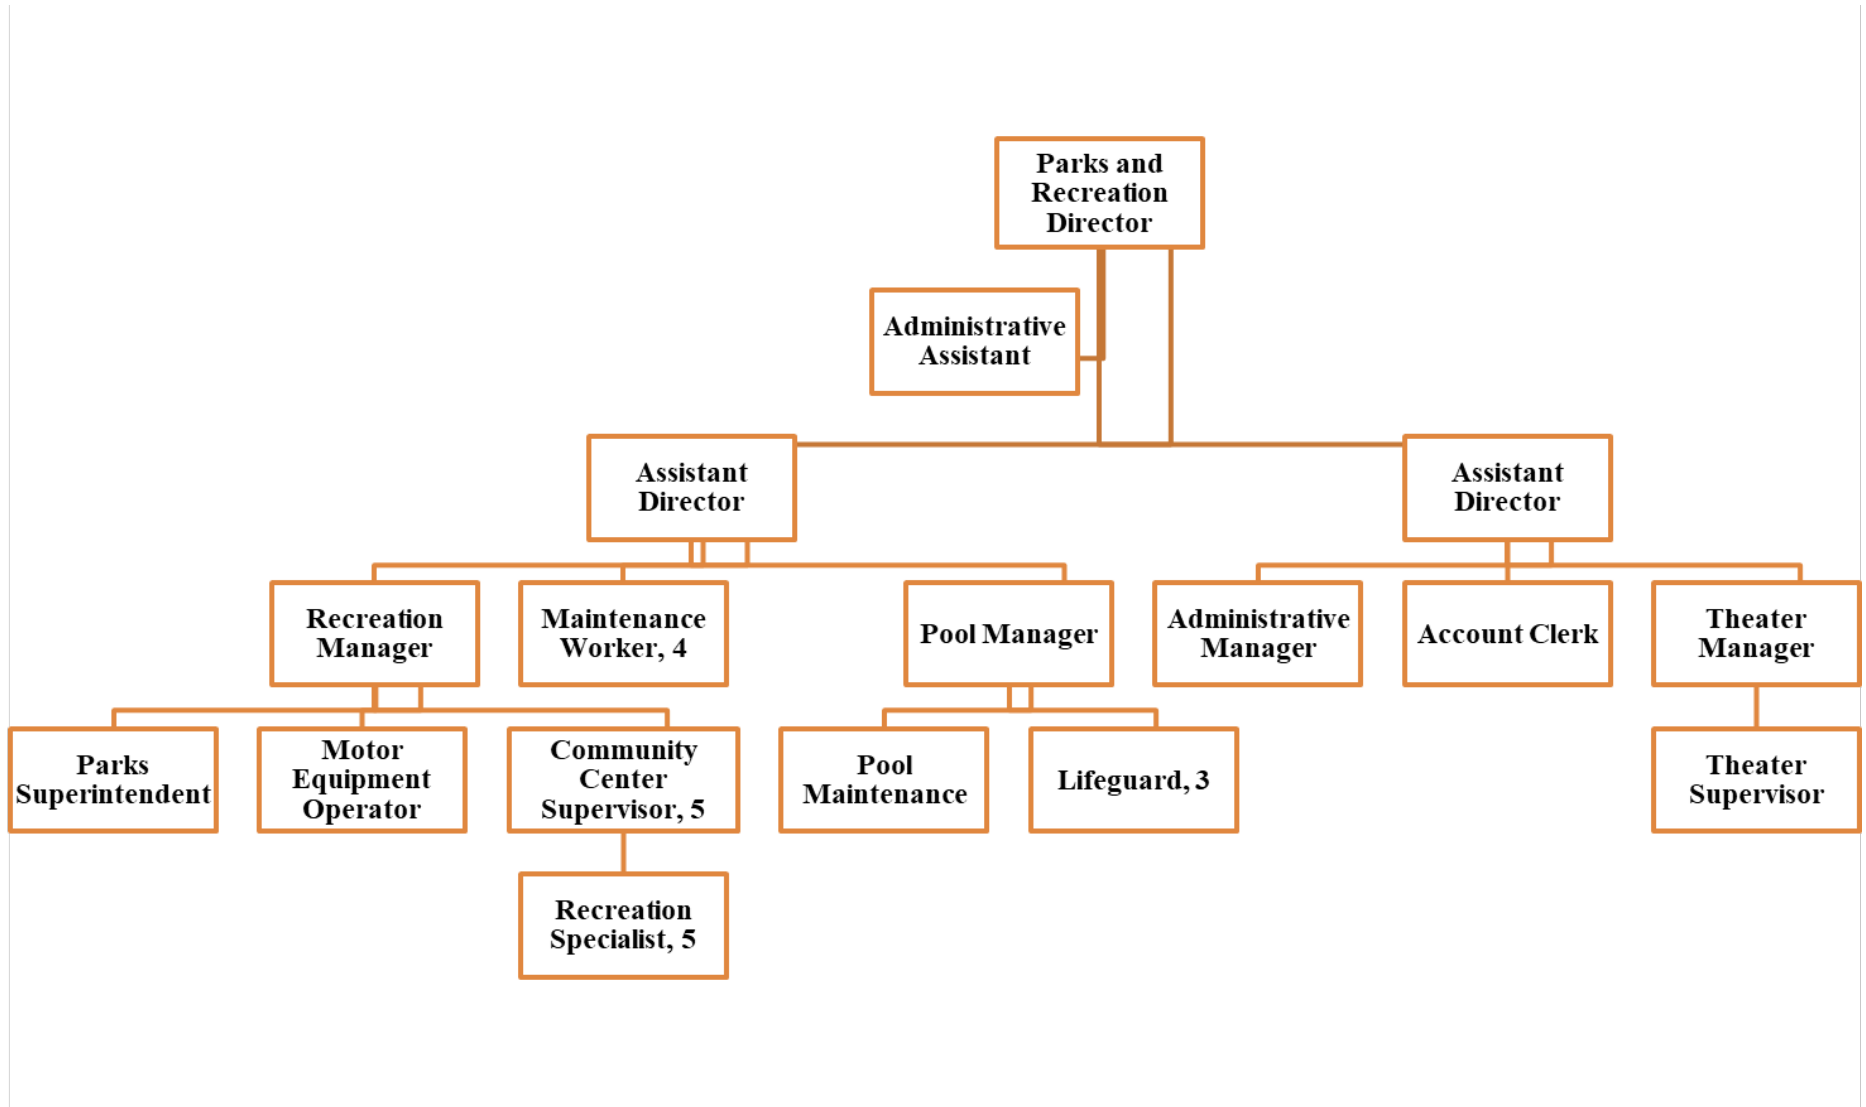 Parks and
Recreation
Director
Administrative
Assistant
Assistant
Director
Assistant
Director
Recreation
Manager
Maintenance
Worker, 4
Pool Manager
Administrative
Manager
Account Clerk
Theater
Manager
Parks
Superintendent
Motor
Equipment
Operator
Community
Center
Supervisor, 5
Pool
Maintenance
Lifeguard, 3
Theater
Supervisor
Recreation
Specialist, 5